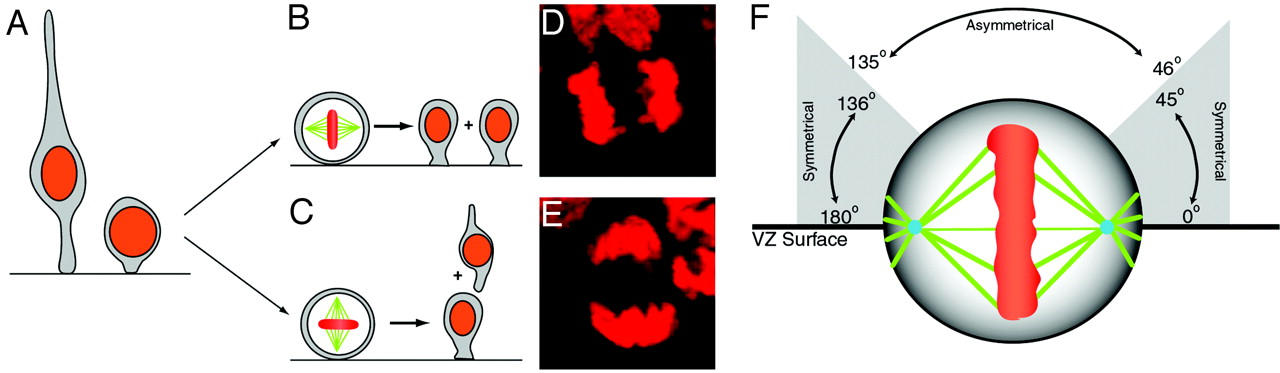 A
B
+
C
+
D
E
F
Asymmetrical
135°
46°
136°
45°
Symmetrical
Symmetrical
180°
0°
VZ Surface